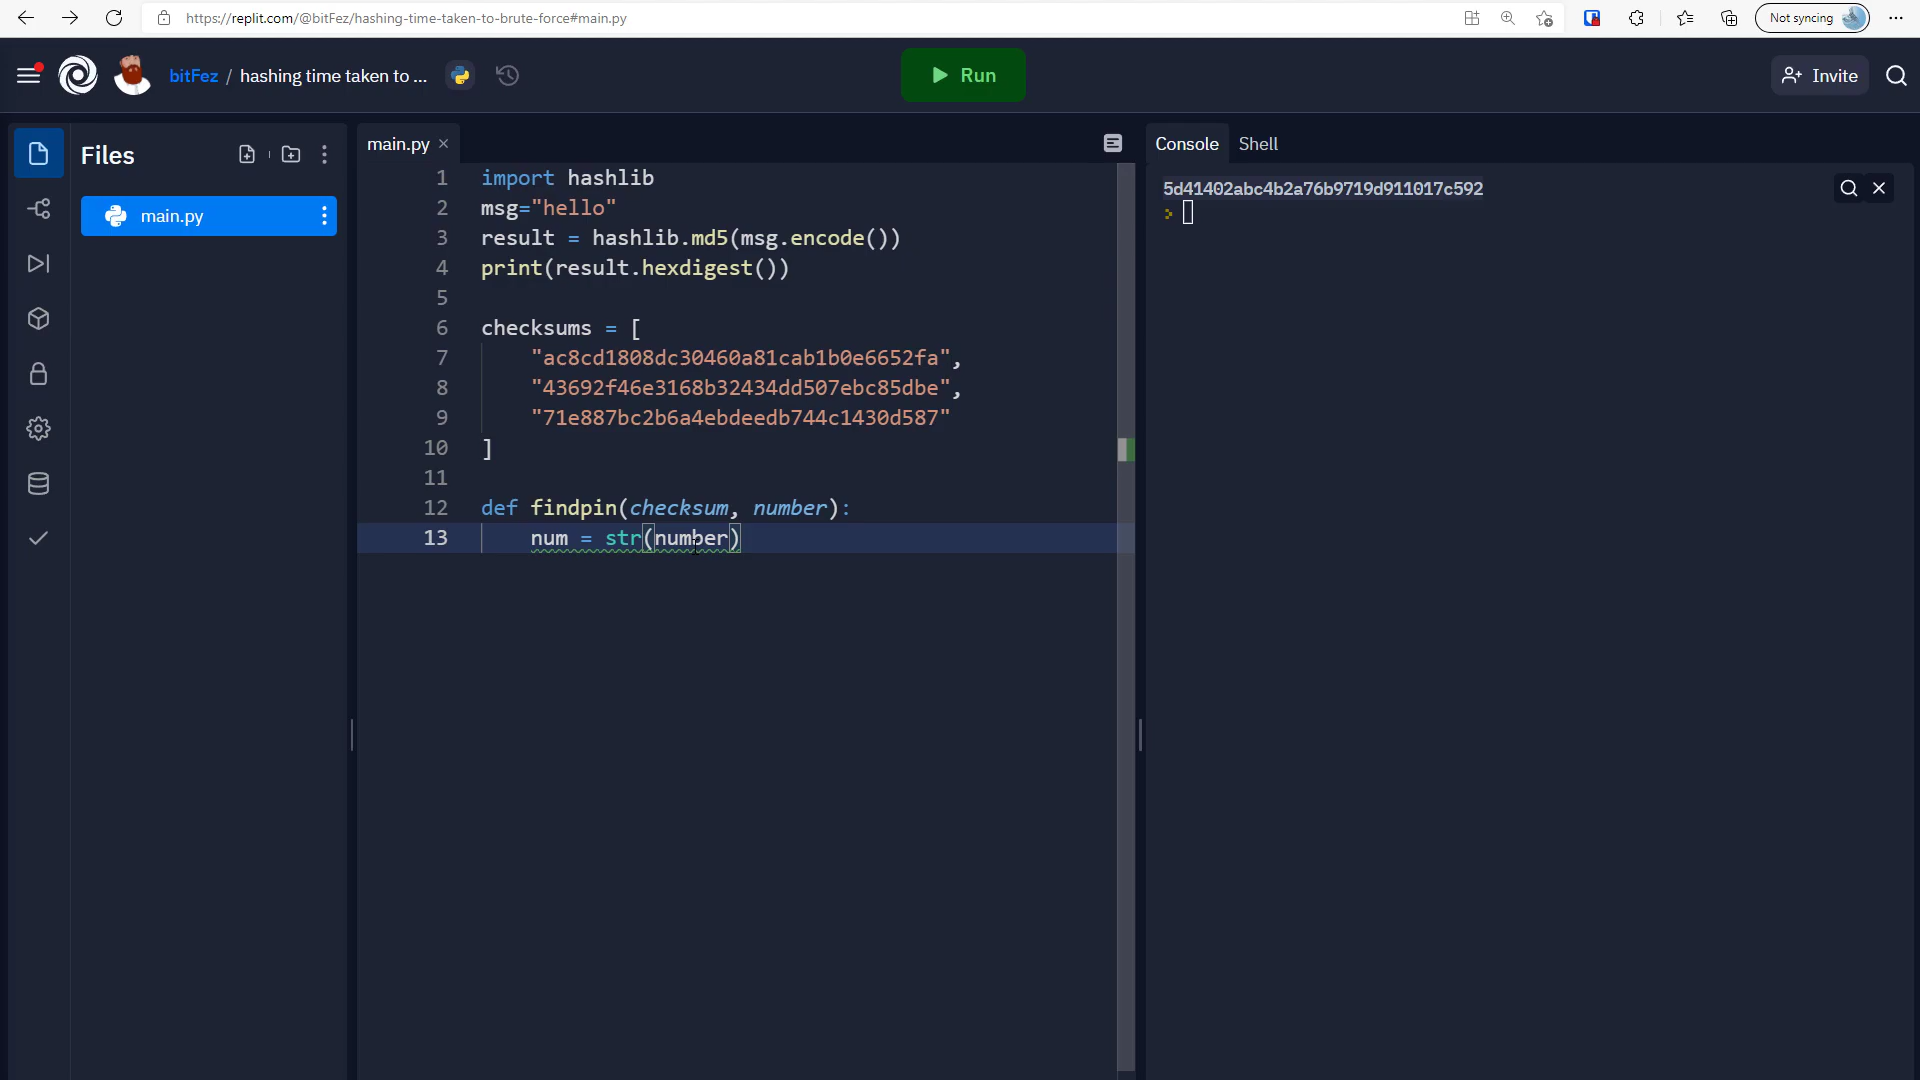 https://replit.com/@bitFez/hashing-time-taken-to-brute-force#main.py
Not syncing
bitFez / hashing time taken to ...
Run
Invite
Files
main.py
main.py
Console
Shell
1 import hashlib
2 msg="hello"
3 result = hashlib.md5(msg.encode())
4 print(result.hexdigest())
5
6 checksums = [
7 "ac8cd1808dc30460a81cab1b0e6652fa",
8 "43692f46e3168b32434dd507ebc85dbe",
9 "71e887bc2b6a4ebdeedb744c1430d587"
10 ]
11
12 def findpin(checksum, number):
13 num = str(number)
5d41402abc4b2a76b9719d911017c592
>